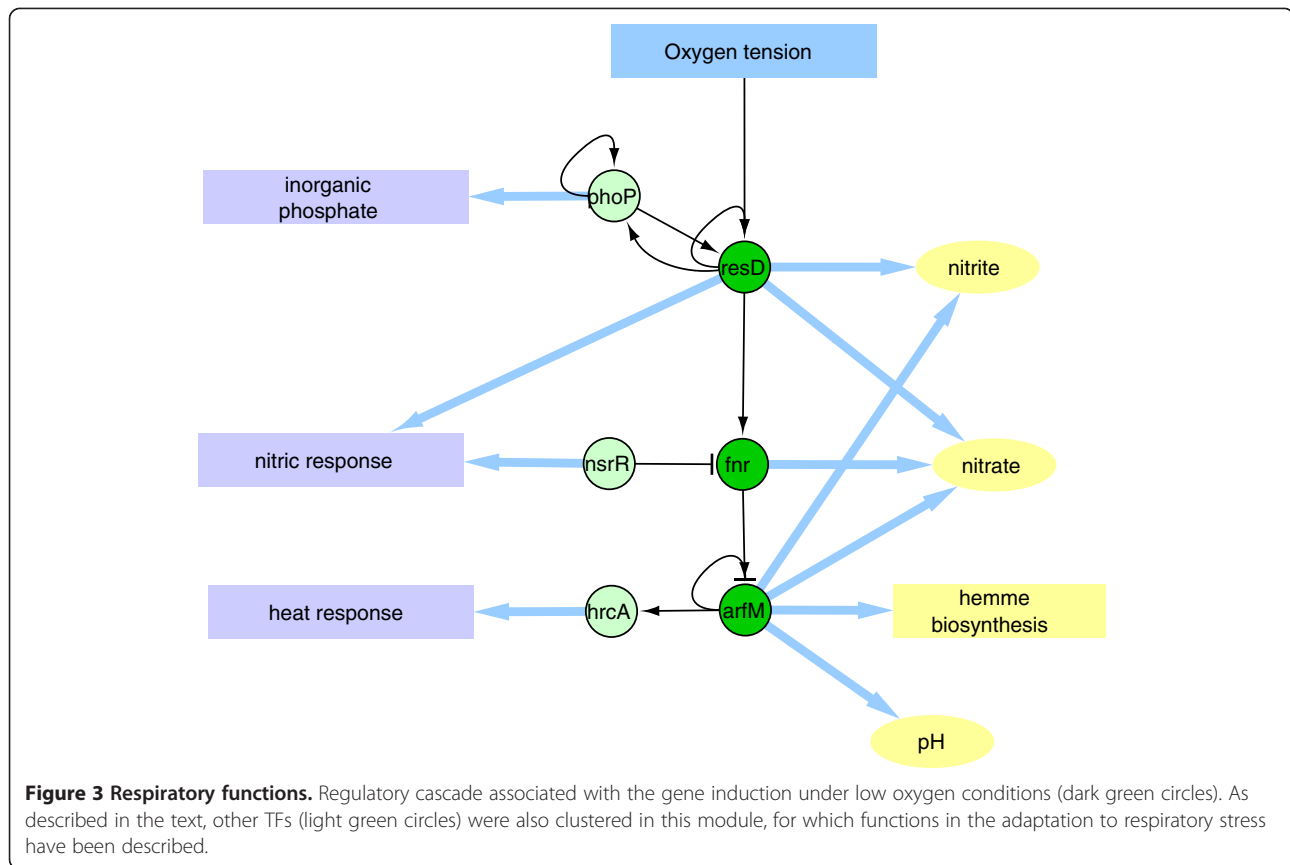 Oxygen tension
inorganic
phosphate
phoP
resD
nitrite
nitric response
nsrR
fnr
nitrate
heat response
hrcA
arfM
hemme
biosynthesis
pH
Figure 3 Respiratory functions. Regulatory cascade associated with the gene induction under low oxygen conditions (dark green circles). As
described in the text, other TFs (light green circles) were also clustered in this module, for which functions in the adaptation to respiratory stress
have been described.